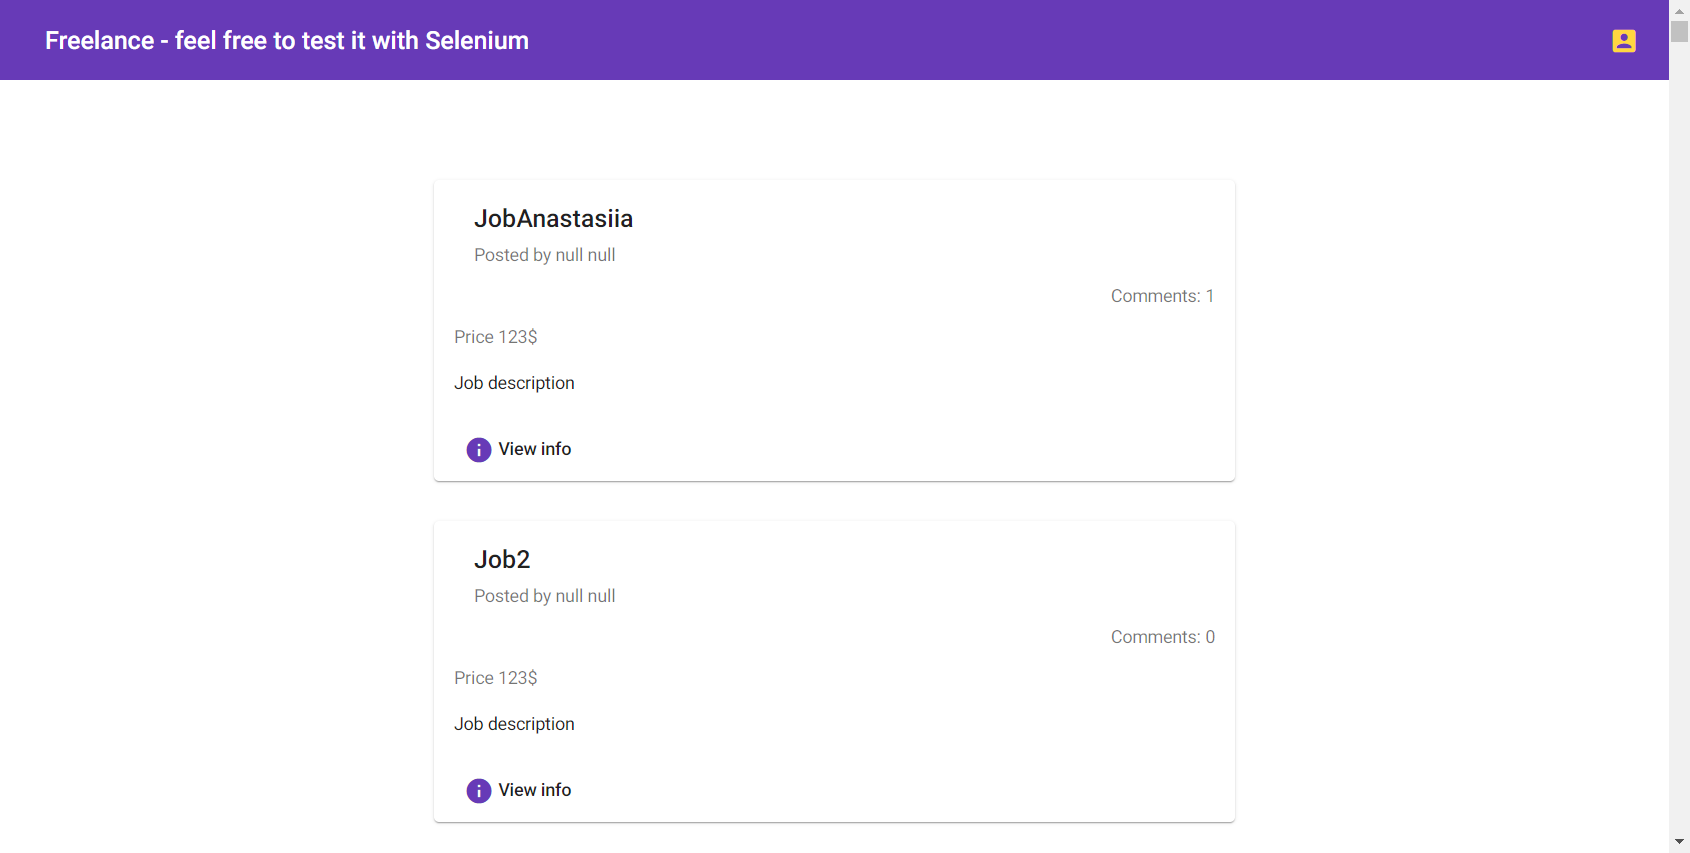 Freelance - feel free to test it with Selenium
JobAnastasiia
Posted by null null
Comments: 1
Price 123$
Job description
View info
Job2
Posted by null null
Comments: 0
Price 123$
Job description
View info